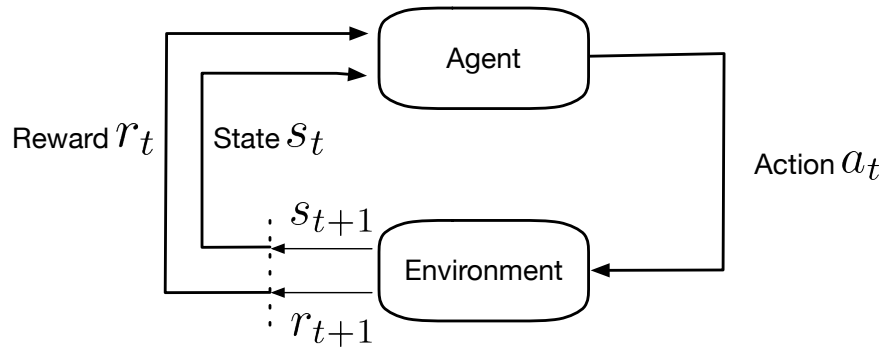 Agent
Reward r_t
State s_t
Action a_t
s_{t+1}
Environment
r_{t+1}